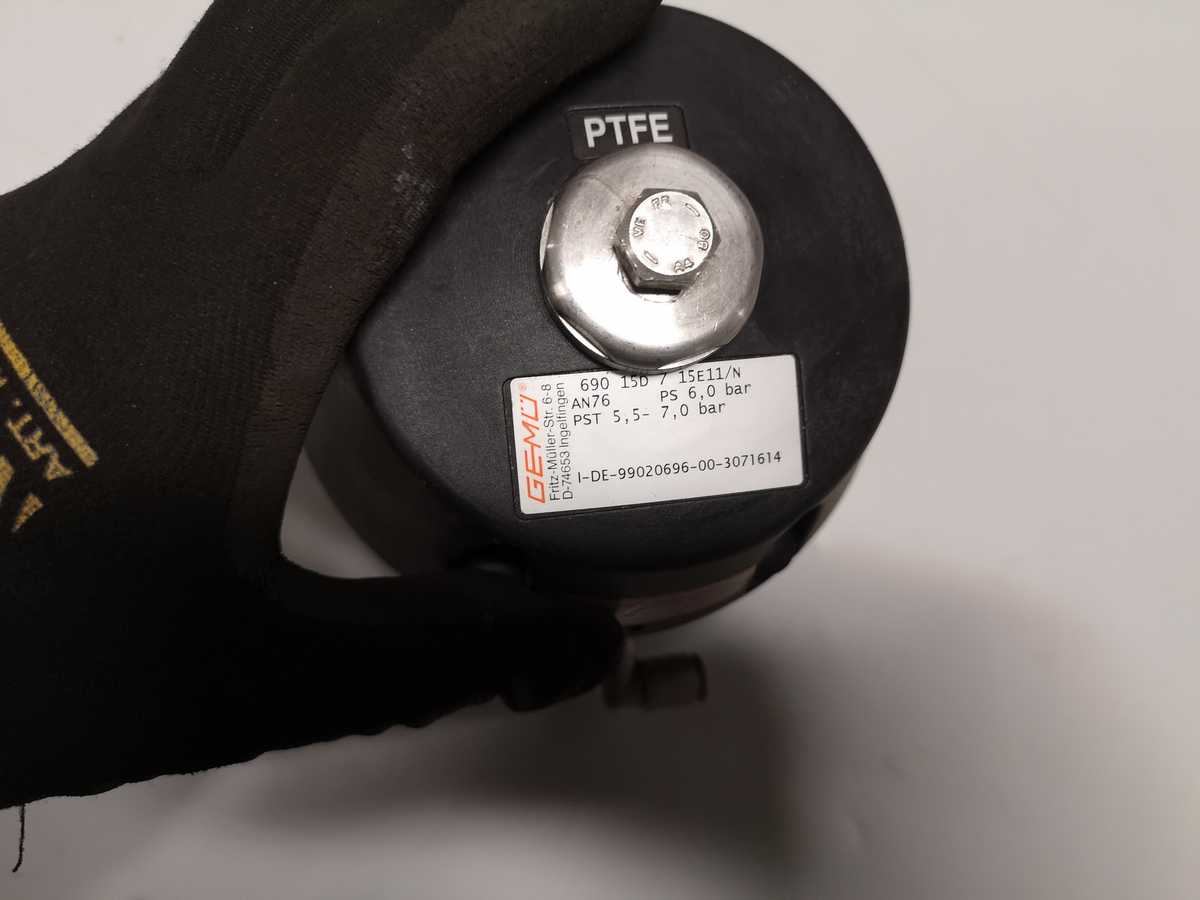 PTFE
690 15D 7 15E11/N
AN76 PS 6,0 bar
PST 5,5- 7,0 bar
I-DE-99020696-00-3071614
GEMÜ®
Fritz-Müller-Str. 6-8
D-74653 Ingelfingen
ART.